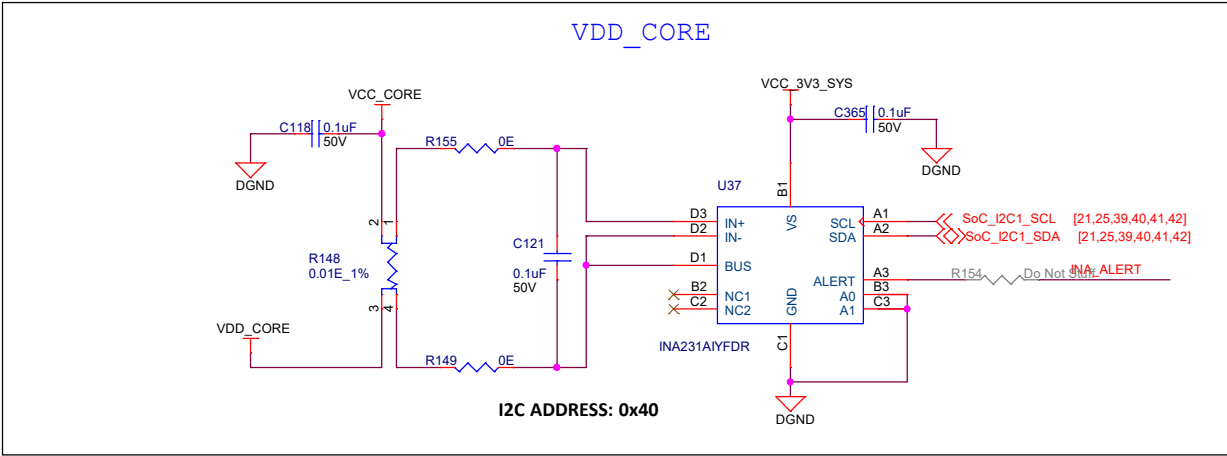 VDD_CORE
VCC_3V3_SYS
VCC_CORE
C118 0.1uF
50V
C365 0.1uF
50V
R155 0E
DGND
DGND
U37
B1
D3 IN+ VS SCL A1 SoC_I2C1_SCL [21,25,39,40,41,42]
D2 IN- SDA A2 SoC_I2C1_SDA [21,25,39,40,41,42]
2 1
C121
R148
0.01E_1%
D1 BUS
0.1uF
50V
ALERT A3 R154 Do Not Stuff INA_ALERT
B2 NC1 A0 B3
C2 NC2 GND A1 C3
3 4
VDD_CORE
C1
INA231AIYFDR
R149 0E
I2C ADDRESS: 0x40
DGND